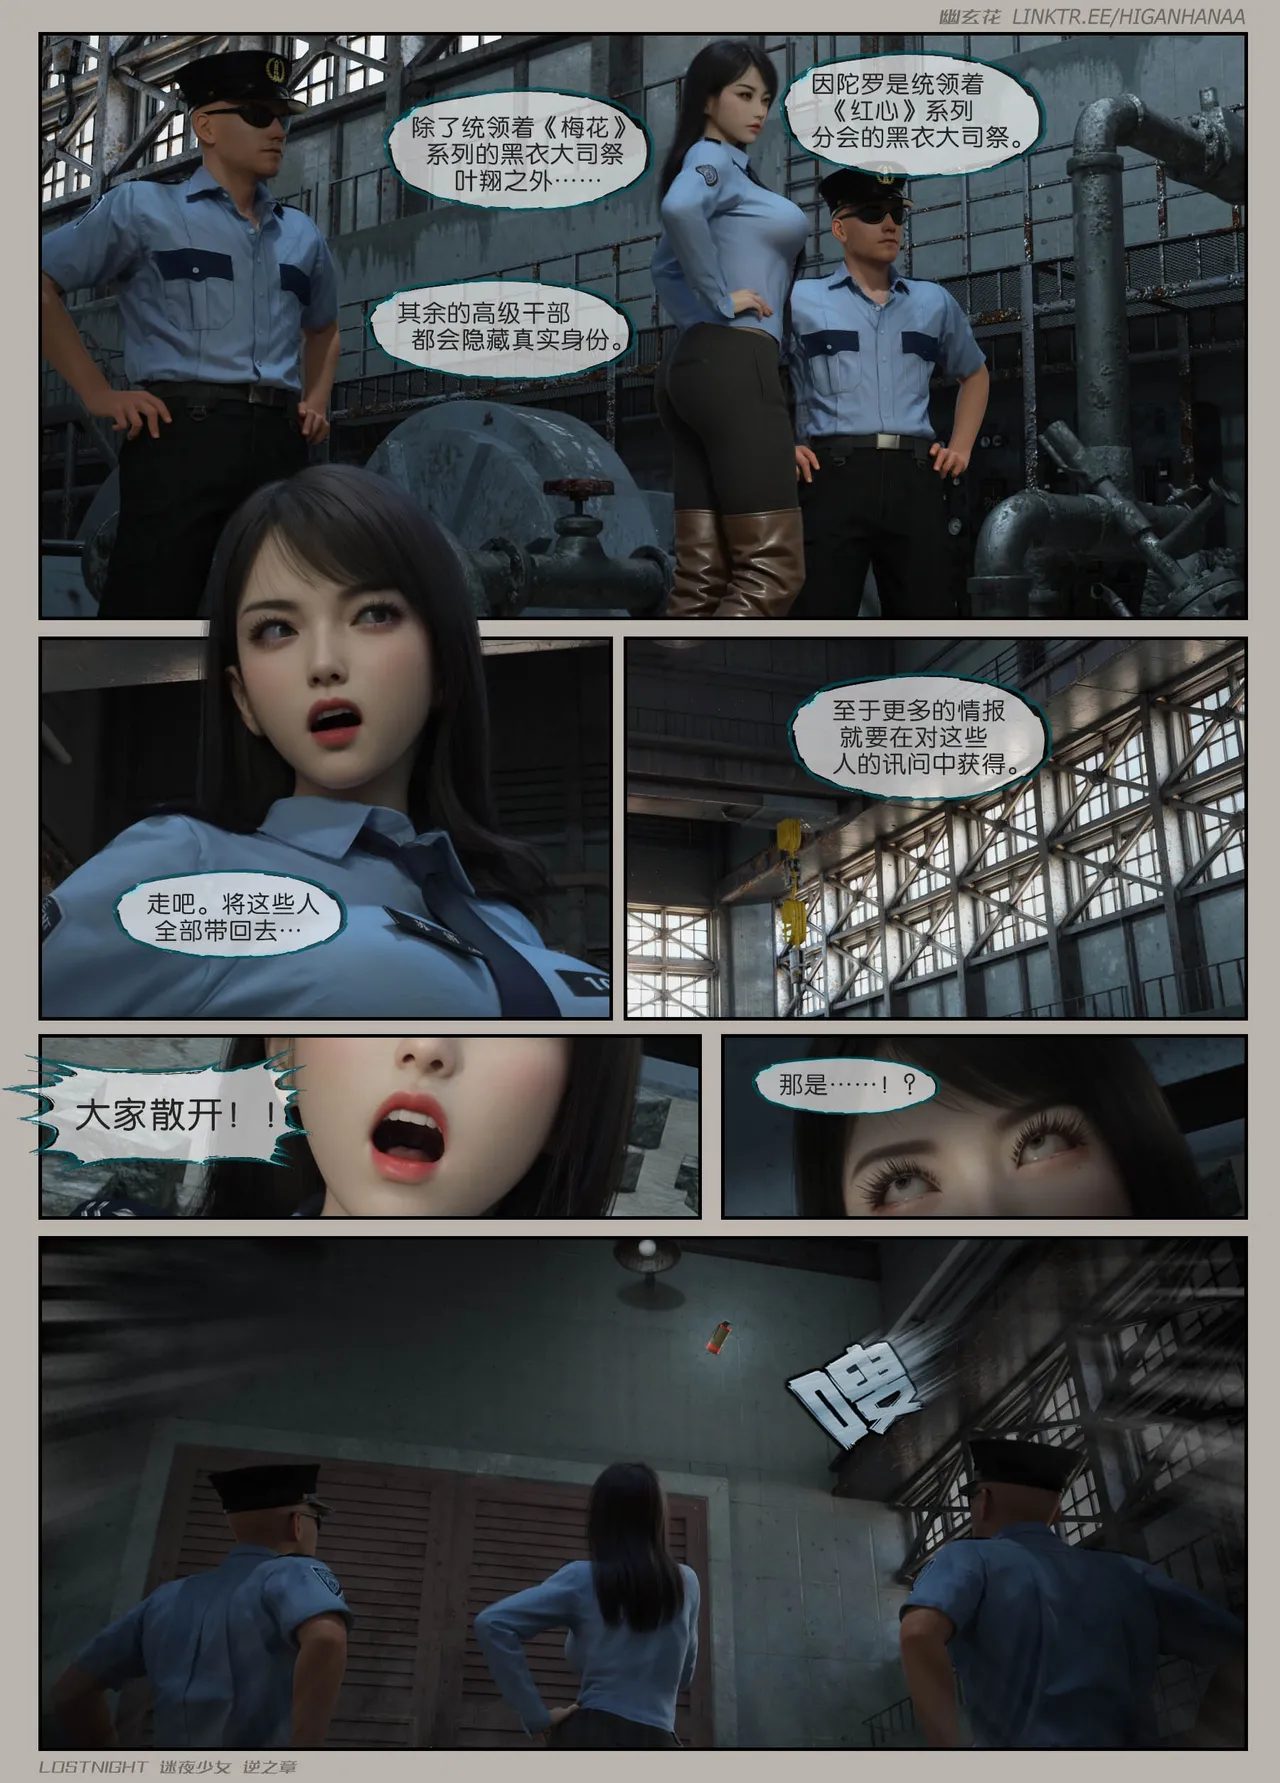 幽玄花 LINKTR.EE/HIGANHANAA
因陀罗是统领着
《红心》系列
分会的黑衣大司祭。
除了统领着《梅花》
系列的黑衣大司祭
叶翔之外……
其余的高级干部
都会隐藏真实身份。
走吧。将这些人
全部带回去…
至于更多的情报
就要在对这些
人的讯问中获得。
大家散开！！
那是……！？
LOSTNIGHT 迷夜少女 逆之章